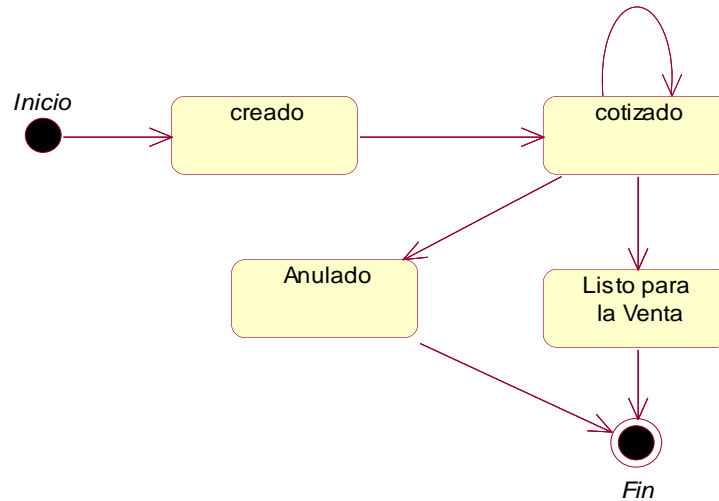 Inicio
creado
cotizado
Anulado
Listo para
la Venta
Fin